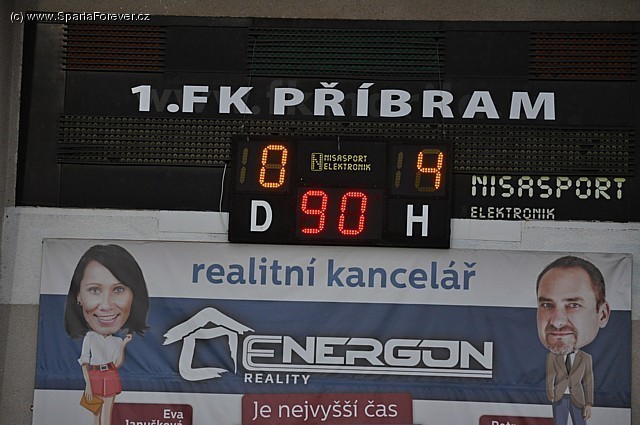 (c) www.SpartaForever.cz
1.FK PŘÍBRAM
0 NISASPORT ELEKTRONIK 4
D 90 H
NISASPORT
ELEKTRONIK
realitní kancelář
ENERGON
REALITY
Je nejvyšší čas
Eva